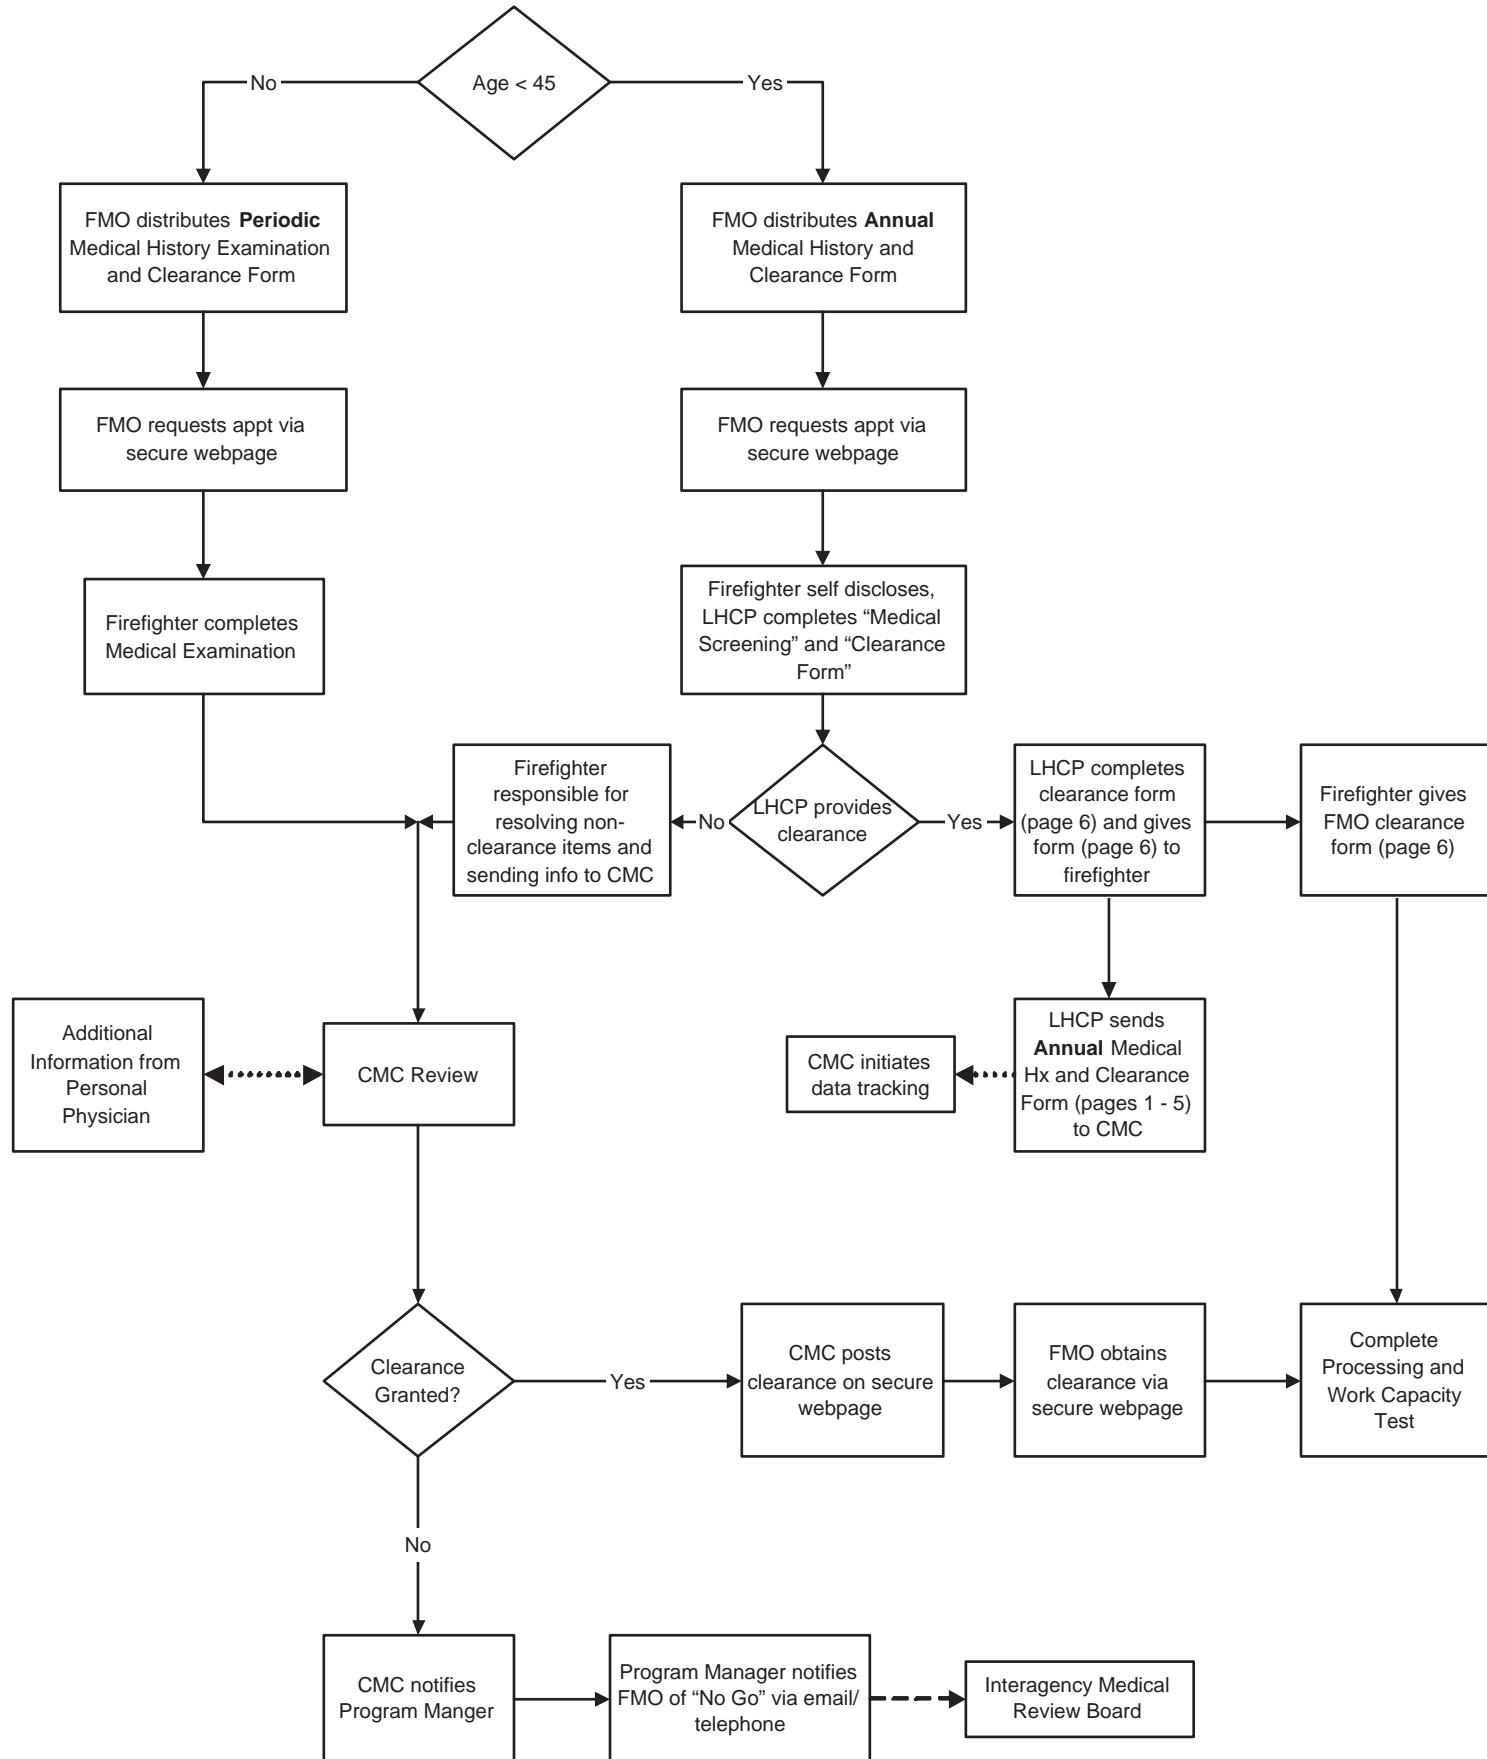 Age < 45
No
Yes
FMO distributes Periodic
Medical History Examination
and Clearance Form
FMO distributes Annual
Medical History and
Clearance Form
FMO requests appt via
secure webpage
FMO requests appt via
secure webpage
Firefighter completes
Medical Examination
Firefighter self discloses,
LHCP completes “Medical
Screening” and “Clearance
Form”
Firefighter
responsible for
resolving non-
clearance items and
sending info to CMC
No
LHCP provides
clearance
Yes
LHCP completes
clearance form
(page 6) and gives
form (page 6) to
firefighter
Firefighter gives
FMO clearance
form (page 6)
Additional
Information from
Personal
Physician
CMC Review
CMC initiates
data tracking
LHCP sends
Annual Medical
Hx and Clearance
Form (pages 1 - 5)
to CMC
Clearance
Granted?
Yes
CMC posts
clearance on secure
webpage
FMO obtains
clearance via
secure webpage
Complete
Processing and
Work Capacity
Test
No
CMC notifies
Program Manger
Program Manager notifies
FMO of “No Go” via email/
telephone
Interagency Medical
Review Board